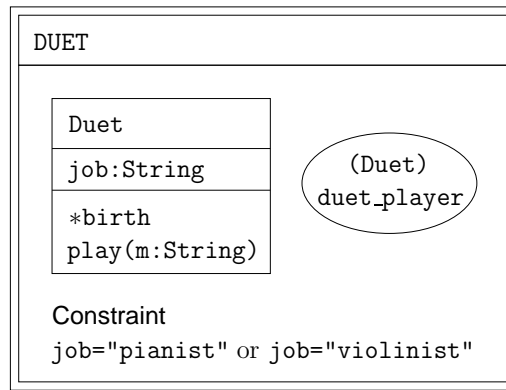 DUET
Duet
job:String
*birth
play(m:String)
(Duet)
duet_player
Constraint
job="pianist" or job="violinist"